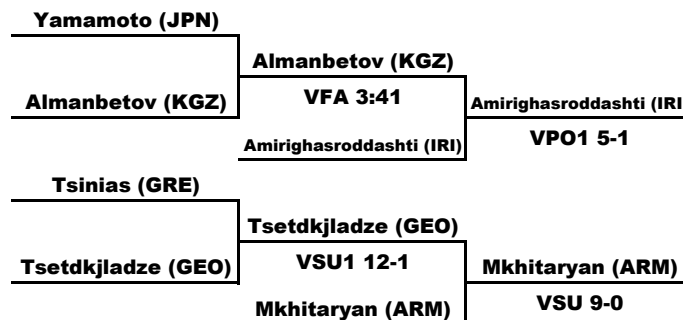 Yamamoto (JPN)
Almanbetov (KGZ)
Almanbetov (KGZ)
VFA 3:41
Amirighasroddashti (IRI)
Amirighasroddashti (IRI
VPO1 5-1
Tsinias (GRE)
Tsetdkjladze (GEO)
Tsetdkjladze (GEO)
VSU1 12-1
Mkhitaryan (ARM)
Mkhitaryan (ARM)
VSU 9-0